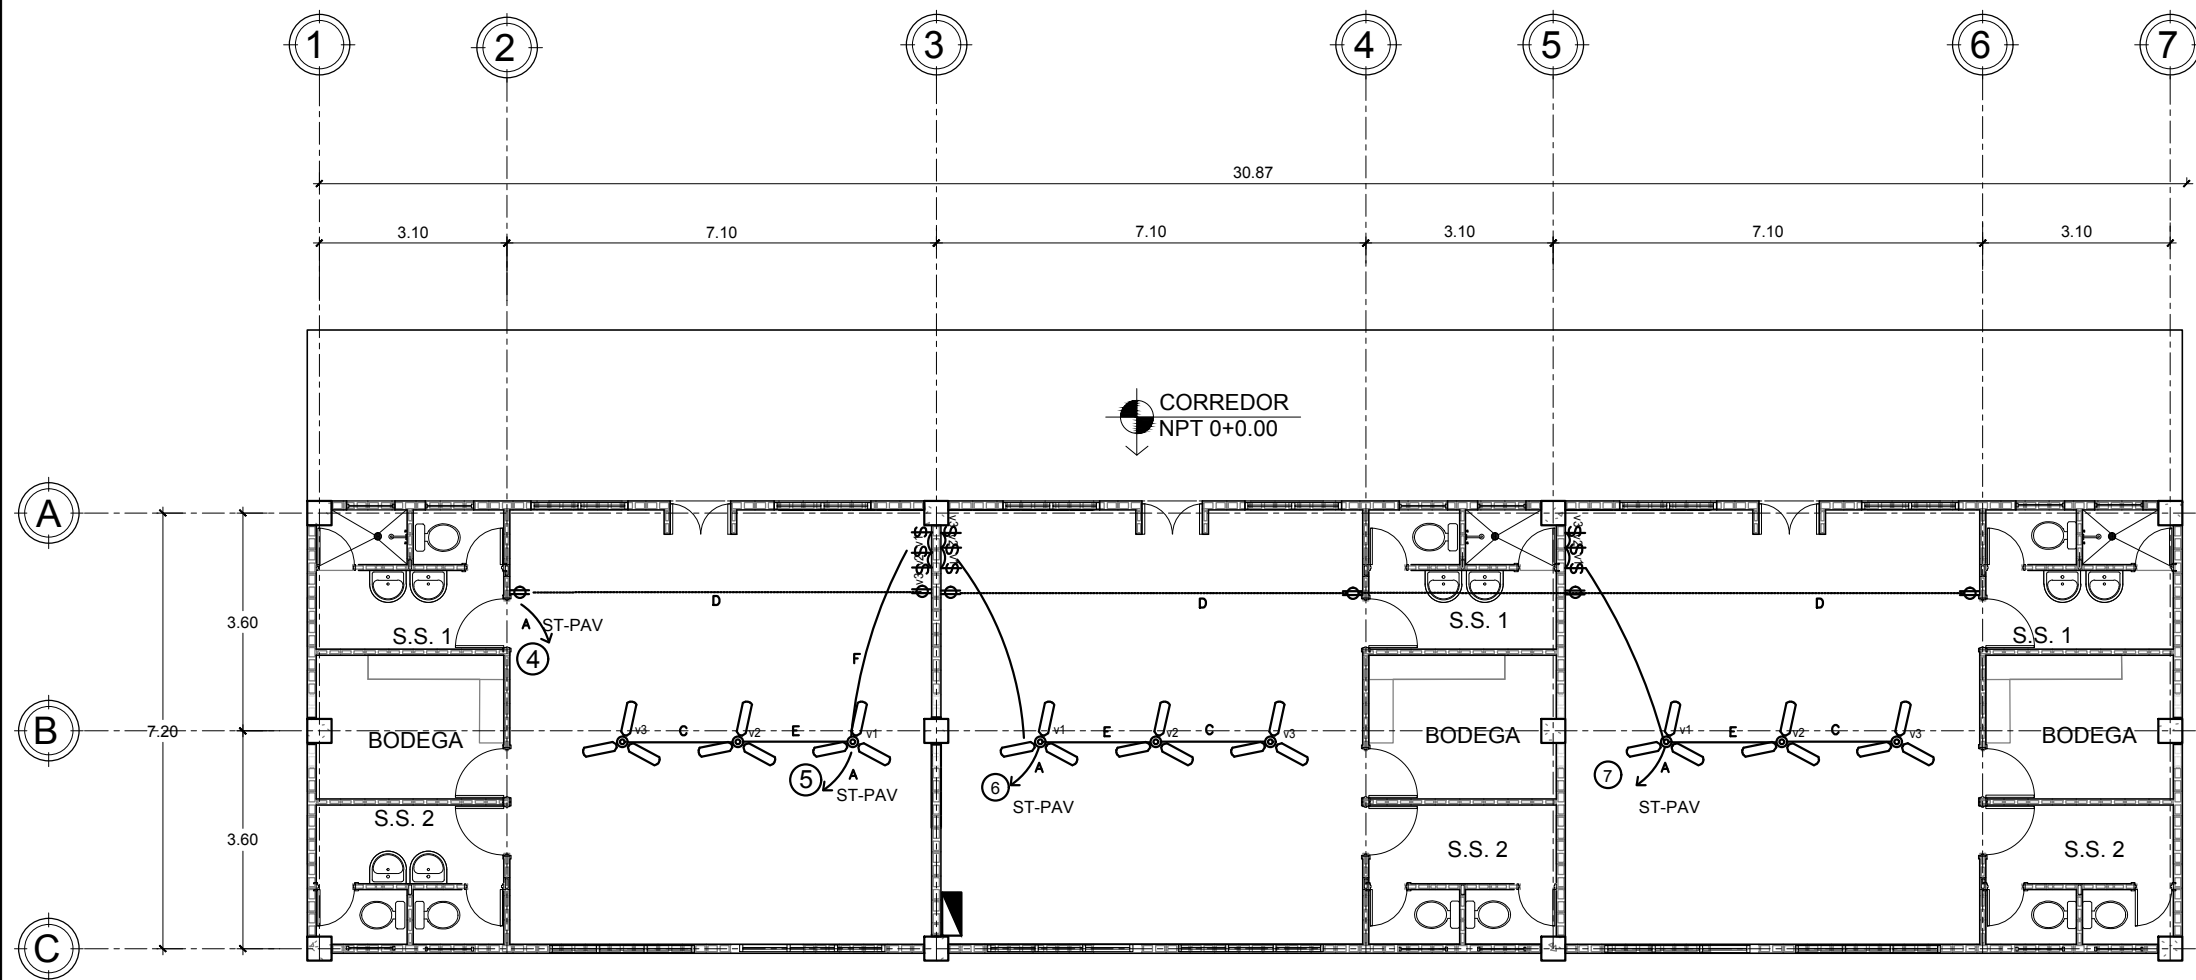 1 2 3 4 5 6 7
30.87
3.10 7.10 7.10 3.10 7.10 3.10
CORREDOR
NPT 0+0.00
A
v3 v3
v3
D D D
3.60
A ST-PAV
S.S. 1 S.S. 1 S.S. 1
4
F
B
7.20
v3 C v2 E v1 v1 E v2 C v3 v1 E v2 C v3
BODEGA BODEGA BODEGA
5 A 6 A 7 A
ST-PAV ST-PAV ST-PAV
S.S. 2 S.S. 2 S.S. 2
3.60
C